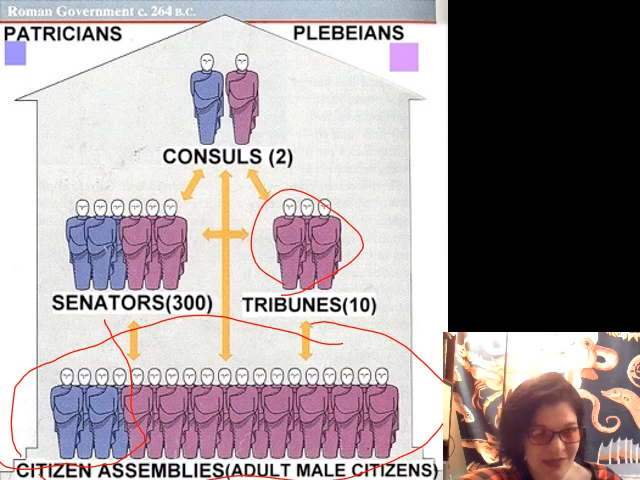 Roman Government c. 264 B.C.
PATRICIANS
PLEBEIANS
CONSULS (2)
SENATORS(300)
TRIBUNES(10)
CITIZEN ASSEMBLIES(ADULT MALE CITIZENS)